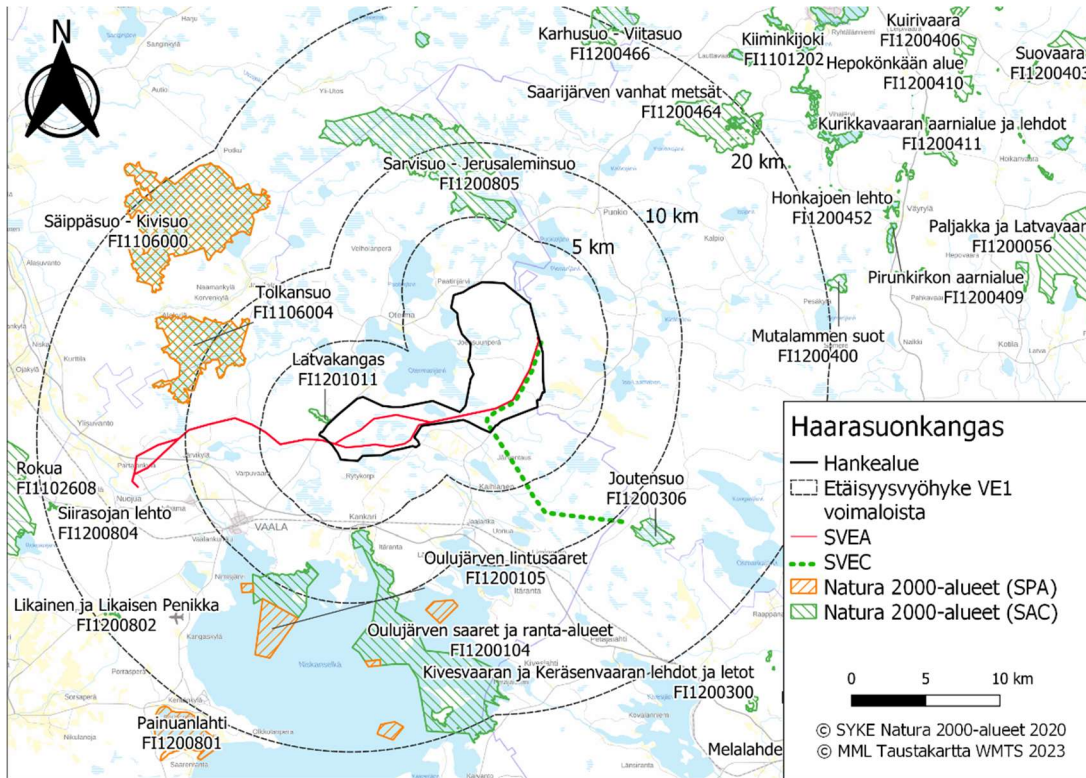 N
Karhusuo - Viitasuo
FI1200466
Kiiminkijoki
FI1101202
Kuirivaara
FI1200406
Hepokönkään alue
FI1200410
Suovaara
FI1200403
Saarijärven vanhat metsät
FI1200464
Kurikkavaaran aarnialue ja lehdot
FI1200411
20 km
Sarvisuo - Jerusaleminsuo
FI1200805
10 km
Honkajoen lehto
FI1200452
5 km
Säippäsuo - Kivisuo
FI1106000
Paljakka ja Latvavaar
FI1200056
Pirunkirkon aarnialue
FI1200409
Tolkansuo
FI1106004
Mutalammen suot
FI1200400
Latvakangas
FI1201011
Rokua
FI1102608
Joutensuo
FI1200306
Siirasojan lehto
FI1200804
VAALA
Oulujärven lintusaaret
FI1200105
Likainen ja Likaisen Penikka
FI1200802
Oulujärven saaret ja ranta-alueet
FI1200104
Kivesvaaran ja Keräsenvaaran lehdot ja letot
FI1200300
Painuanlahti
FI1200801
Melalahde
Haarasuonkangas
Hankealue
Etäisyysvyöhyke VE1
voimaloista
SVEA
SVEC
Natura 2000-alueet (SPA)
Natura 2000-alueet (SAC)
0 5 10 km
© SYKE Natura 2000-alueet 2020
© MML Taustakartta WMTS 2023